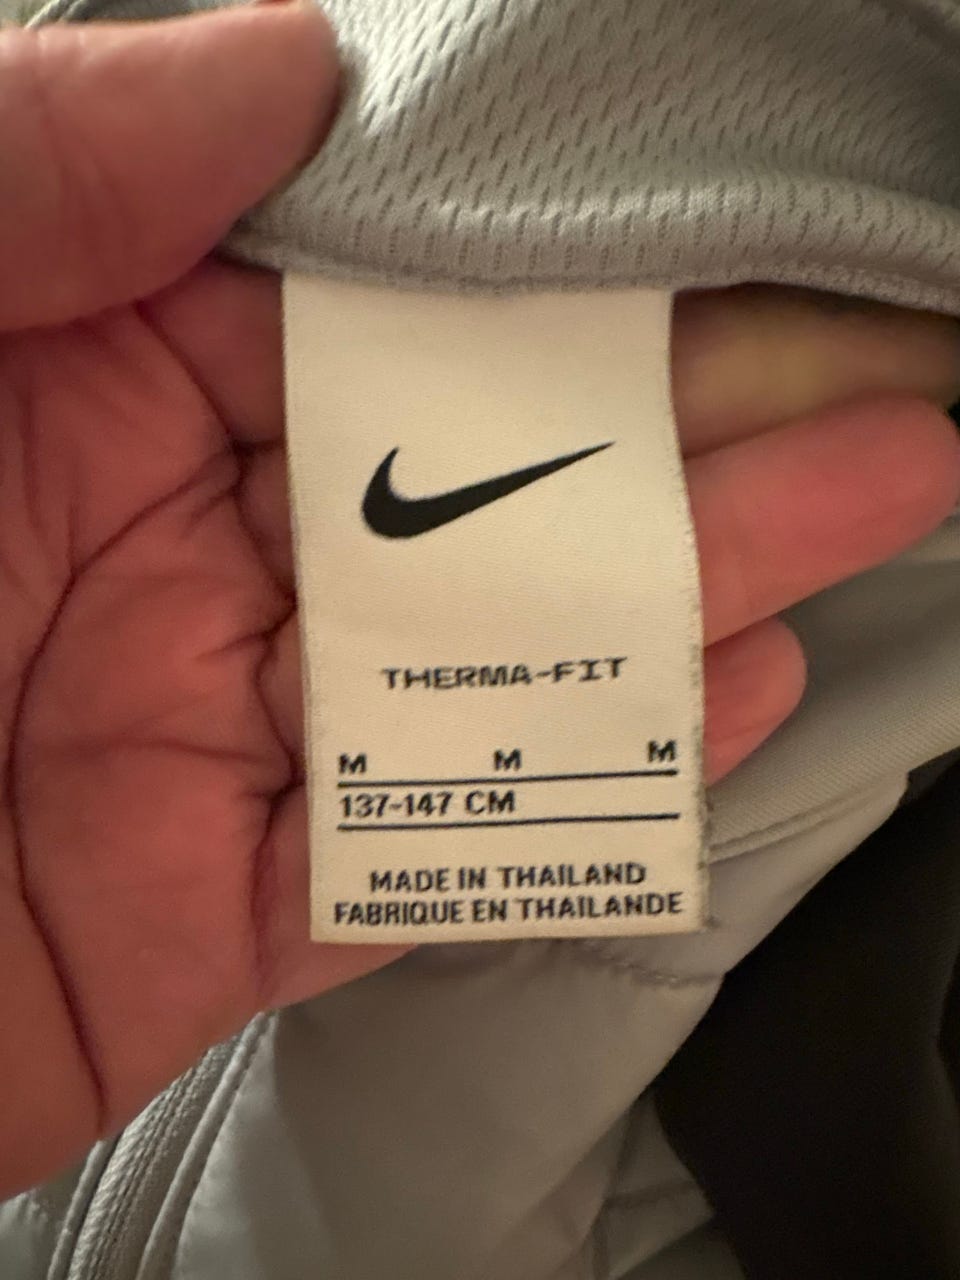 THERMA-FIT
M M M
137-147 CM
MADE IN THAILAND
FABRIQUE EN THAILANDE